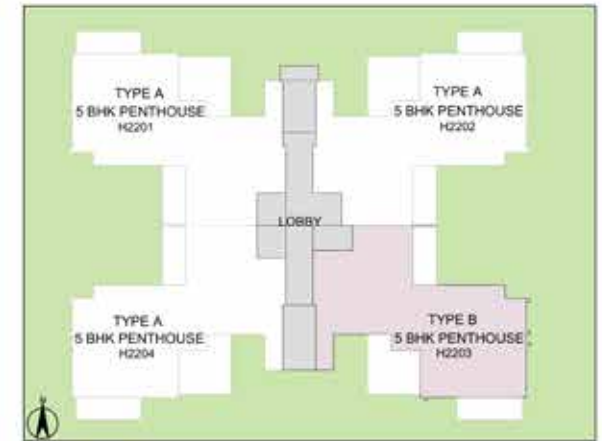 TYPE A
5 BHK PENTHOUSE
H2201
TYPE A
5 BHK PENTHOUSE
H2202
LOBBY
TYPE A
5 BHK PENTHOUSE
H2204
TYPE B
5 BHK PENTHOUSE
H2203
N